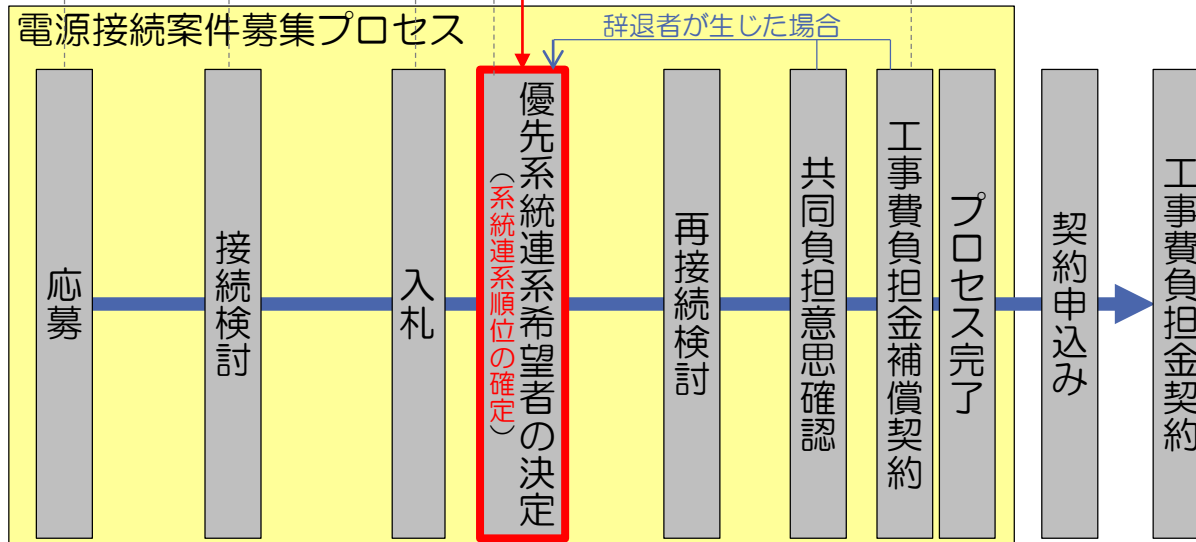 電源接続案件募集プロセス
辞退者が生じた場合
応募
接続検討
入札
優先系統連系希望者の決定
（系統連系順位の確定）
再接続検討
共同負担意思確認
工事費負担金補償契約
プロセス完了
契約申込み
工事費負担金契約